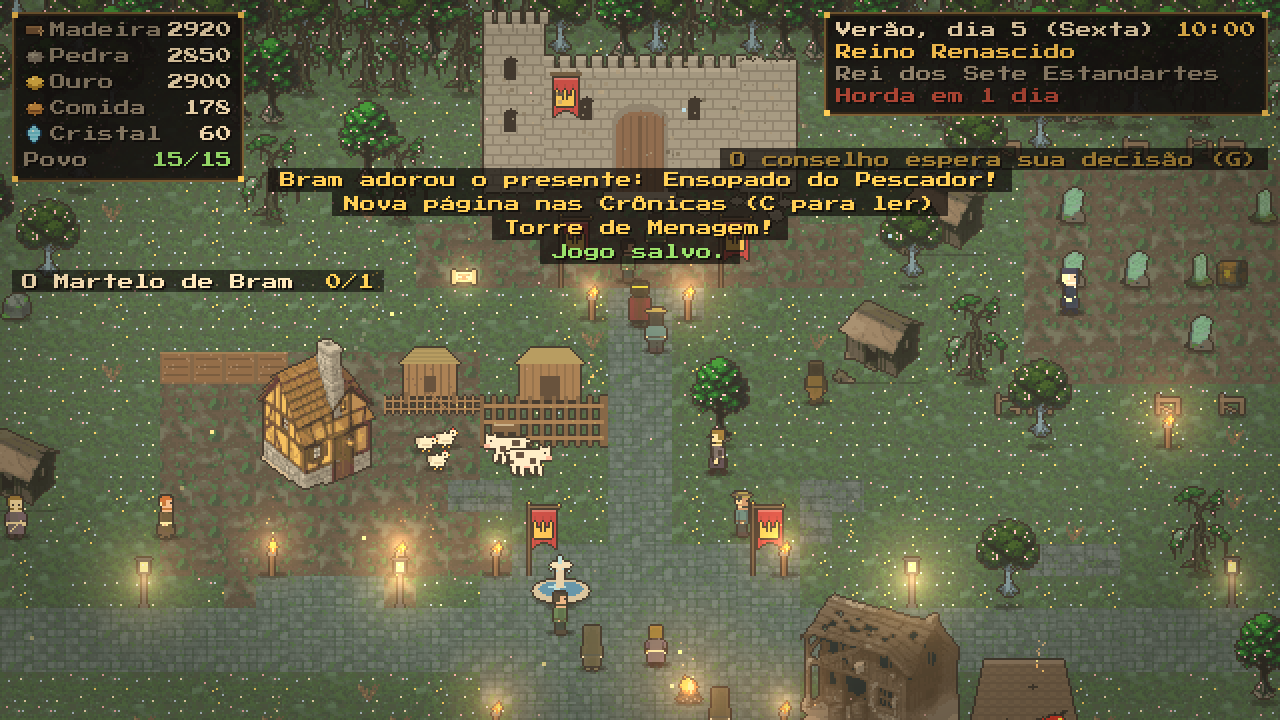 Madeira 2920
Pedra 2850
Ouro 2900
Comida 178
Cristal 60
Povo 15/15
Verão, dia 5 (Sexta) 10:00
Reino Renascido
Rei dos Sete Estandartes
Horda em 1 dia
O conselho espera sua decisão (G)
Bram adorou o presente: Ensopado do Pescador!
Nova página nas Crônicas (C para ler)
Torre de Menagem!
Jogo salvo.
O Martelo de Bram 0/1